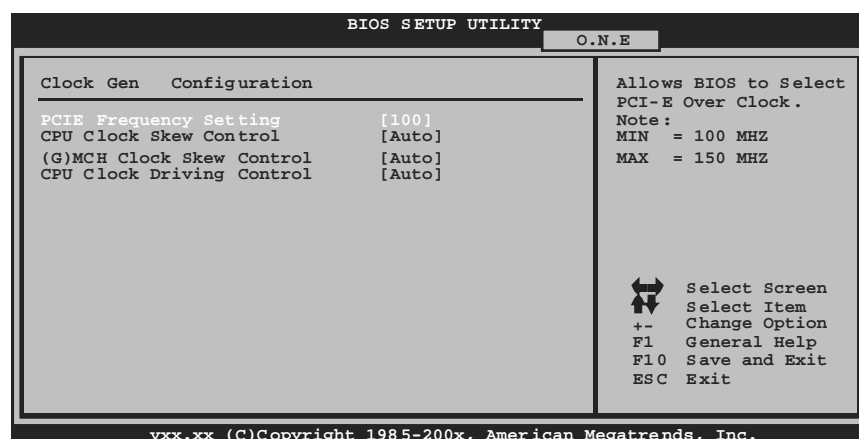 BIOS SETUP UTILITY
O.N.E
Clock Gen Configuration
PCIE Frequency Setting [100]
CPU Clock Skew Control [Auto]
(G)MCH Clock Skew Control [Auto]
CPU Clock Driving Control [Auto]
Allows BIOS to Select
PCI-E Over Clock.
Note:
MIN = 100 MHZ
MAX = 150 MHZ
Select Screen
Select Item
+- Change Option
F1 General Help
F10 Save and Exit
ESC Exit
vxx.xx (C)Copyright 1985-200x, American Megatrends, Inc.